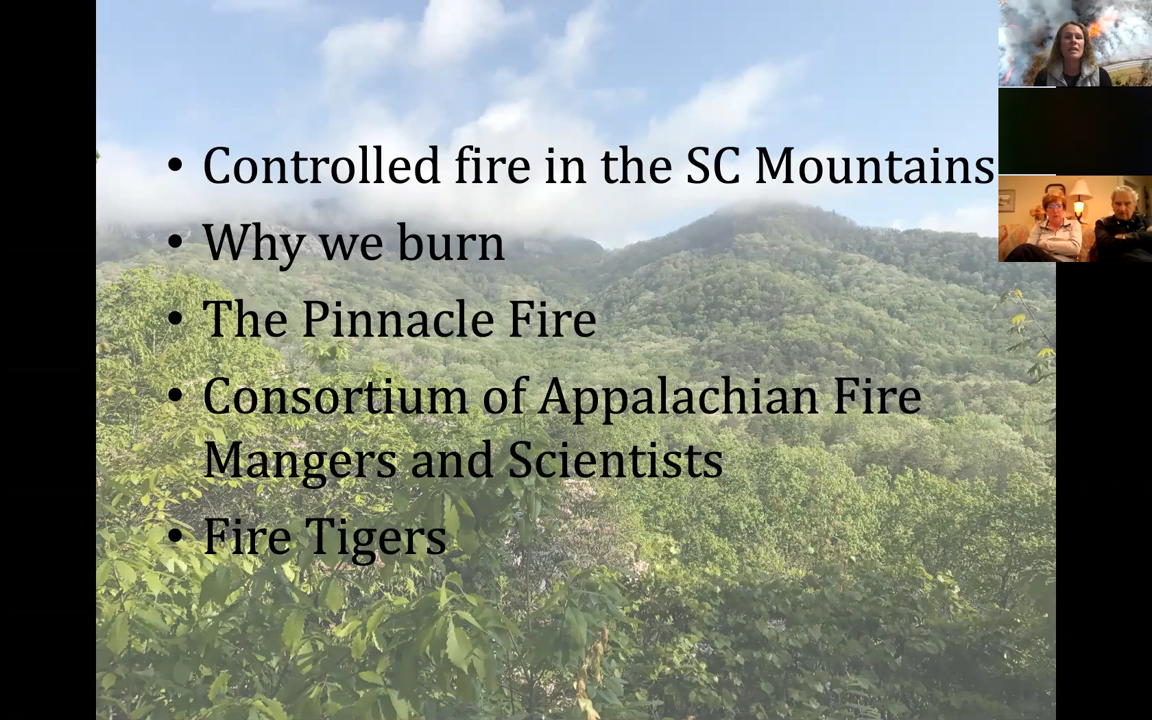 • Controlled fire in the SC Mountains
• Why we burn
• The Pinnacle Fire
• Consortium of Appalachian Fire
Mangers and Scientists
• Fire Tigers